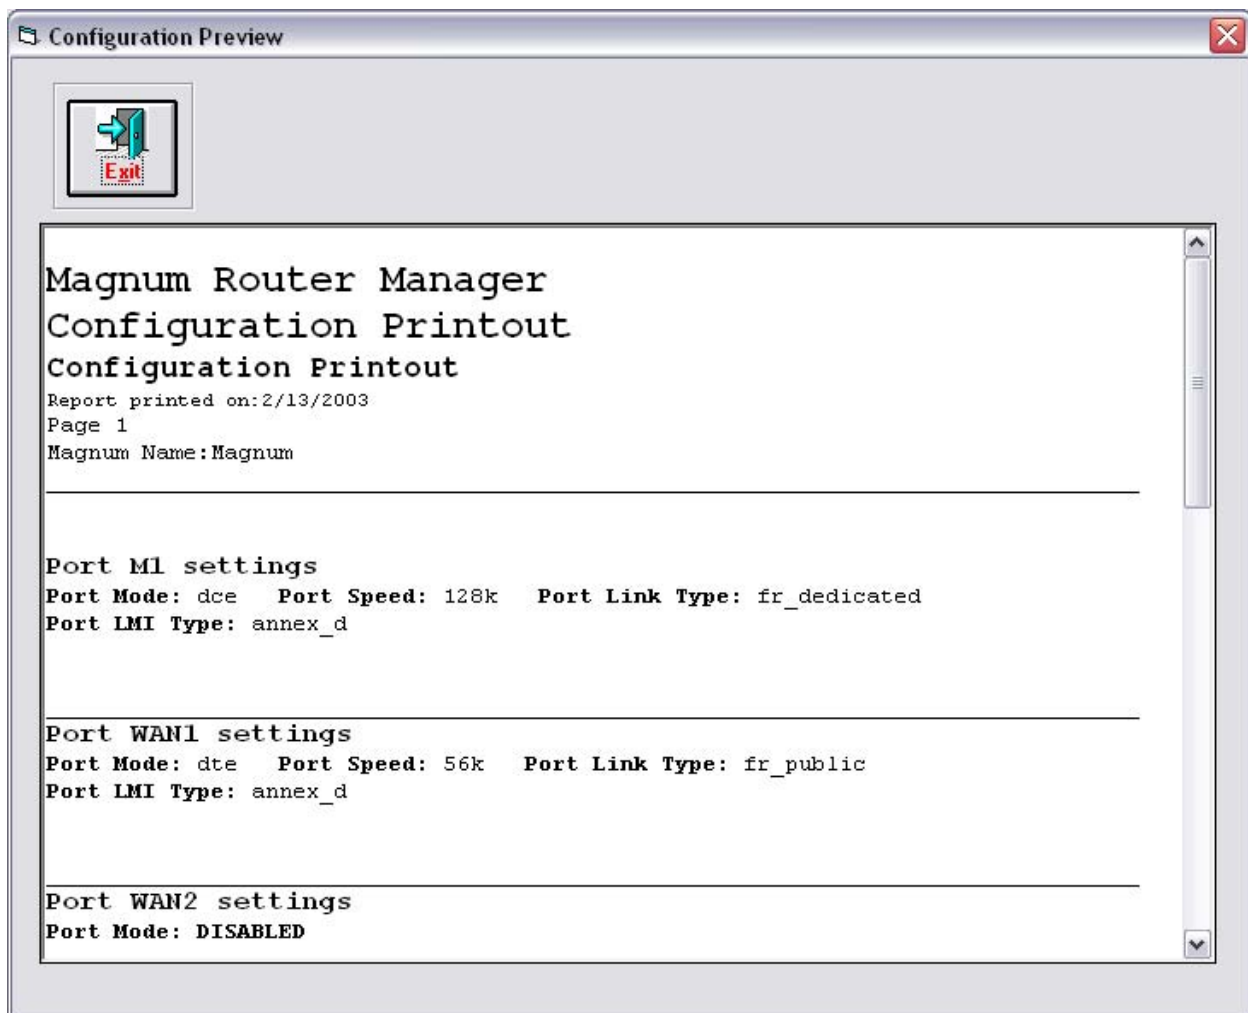 Configuration Preview
Exit
Magnum Router Manager
Configuration Printout
Configuration Printout
Report printed on:2/13/2003
Page 1
Magnum Name:Magnum
Port M1 settings
Port Mode: dce Port Speed: 128k Port Link Type: fr_dedicated
Port LMI Type: annex_d
Port WAN1 settings
Port Mode: dte Port Speed: 56k Port Link Type: fr_public
Port LMI Type: annex_d
Port WAN2 settings
Port Mode: DISABLED